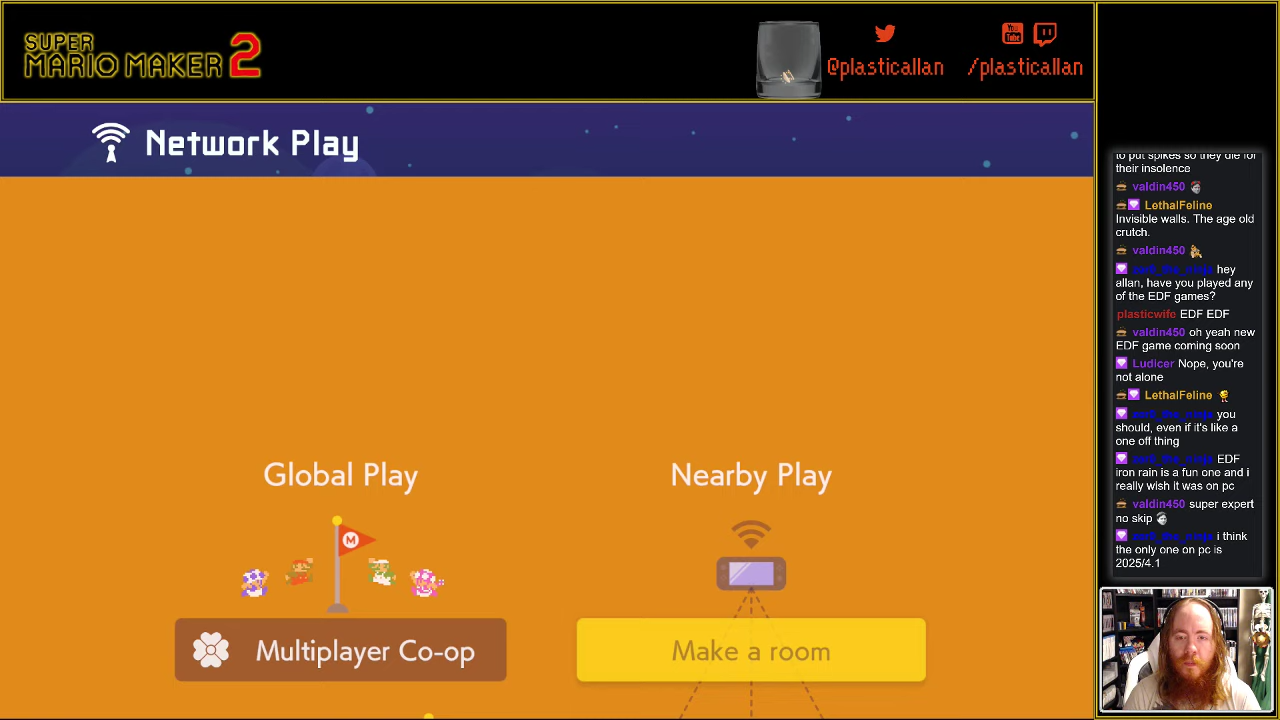 SUPER
MARIO MAKER 2
@plasticallan
You Tube
/plasticallan
Network Play
Global Play
Nearby Play
M
Multiplayer Co-op
Make a room
to put spikes so they die for
their insolence
valdin450
LethalFeline
Invisible walls. The age old
crutch.
valdin450
hey
allan, have you played any
of the EDF games?
plasticwife EDF EDF
valdin450 oh yeah new
EDF game coming soon
Ludicer Nope, you're
not alone
LethalFeline
you
should, even if it's like a
one off thing
EDF
iron rain is a fun one and i
really wish it was on pc
valdin450 super expert
no skip
i think
the only one on pc is
2025/4.1